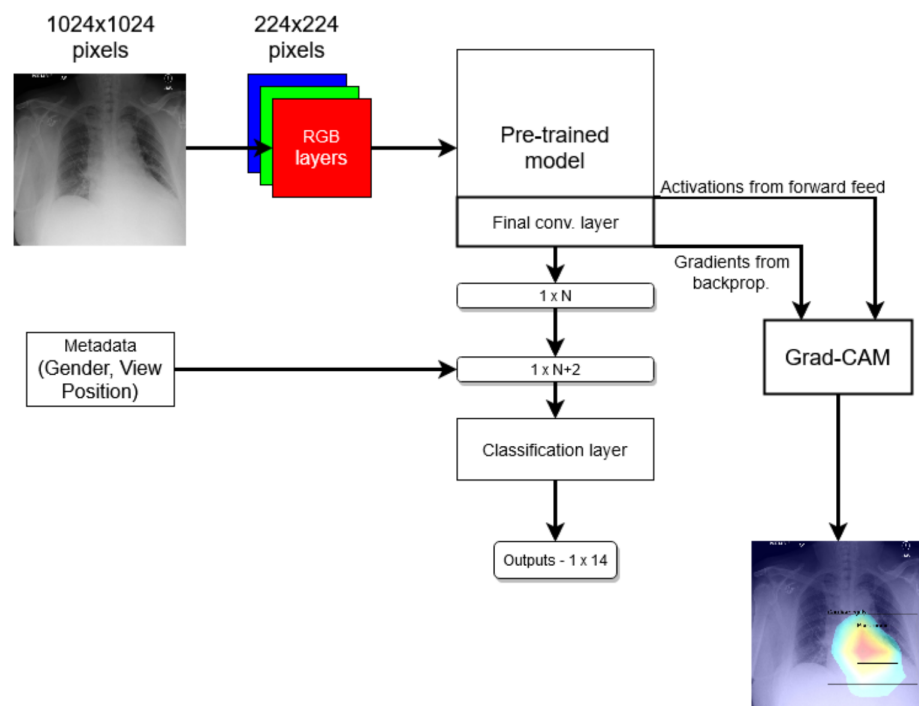 1024x1024
pixels
224x224
pixels
RGB
layers
Pre-trained
model
Final conv. layer
Activations from forward feed
Gradients from
backprop.
1 x N
Metadata
(Gender, View
Position)
1 x N+2
Grad-CAM
Classification layer
Outputs - 1 x 14